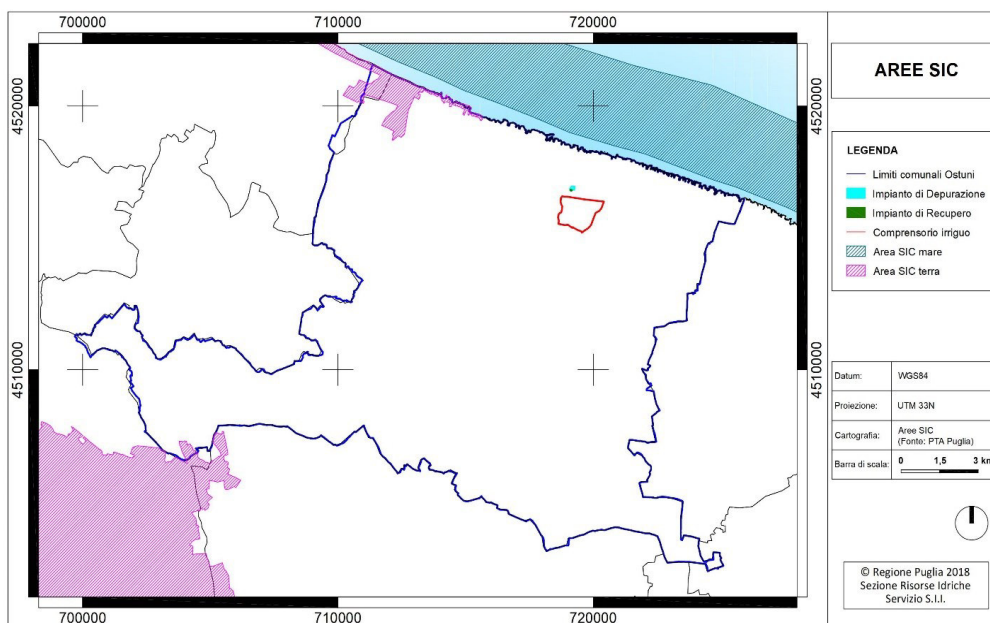 700000
710000
720000
4520000
4520000
4510000
4510000
700000
710000
720000
AREE SIC
LEGENDA
Limiti comunali Ostuni
Impianto di Depurazione
Impianto di Recupero
Comprensorio irriguo
Area SIC mare
Area SIC terra
Datum: WGS84
Proiezione: UTM 33N
Cartografia: Aree SIC
(Fonte: PTA Puglia)
Barra di scala: 0 1,5 3 km
© Regione Puglia 2018
Sezione Risorse Idriche
Servizio S.I.I.